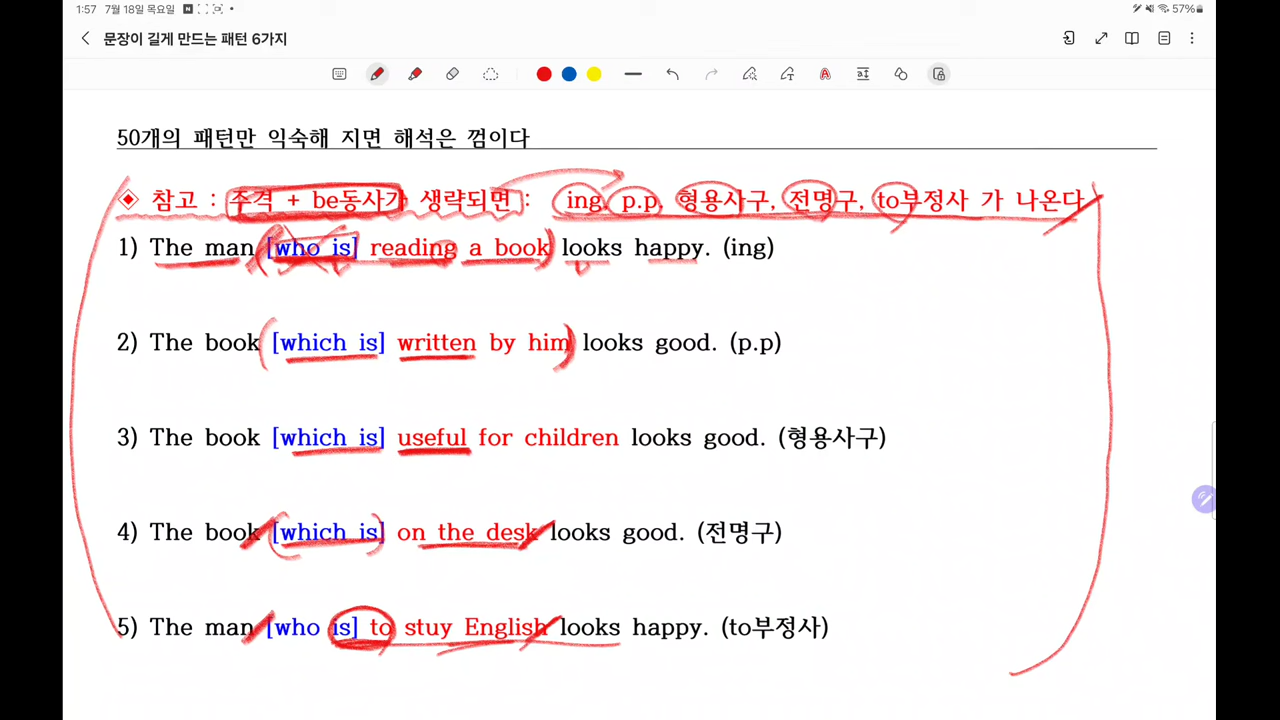 1:57 7월 18일 목요일 N 57%
문장이 길게 만드는 패턴 6가지
50개의 패턴만 익숙해 지면 해석은 껌이다
◈ 참고 : 주격 + be동사가 생략되면 : ing, p.p, 형용사구, 전명구, to부정사 가 나온다
1) The man [who is] reading a book looks happy. (ing)
2) The book [which is] written by him looks good. (p.p)
3) The book [which is] useful for children looks good. (형용사구)
4) The book [which is] on the desk looks good. (전명구)
5) The man [who is] to stuy English looks happy. (to부정사)